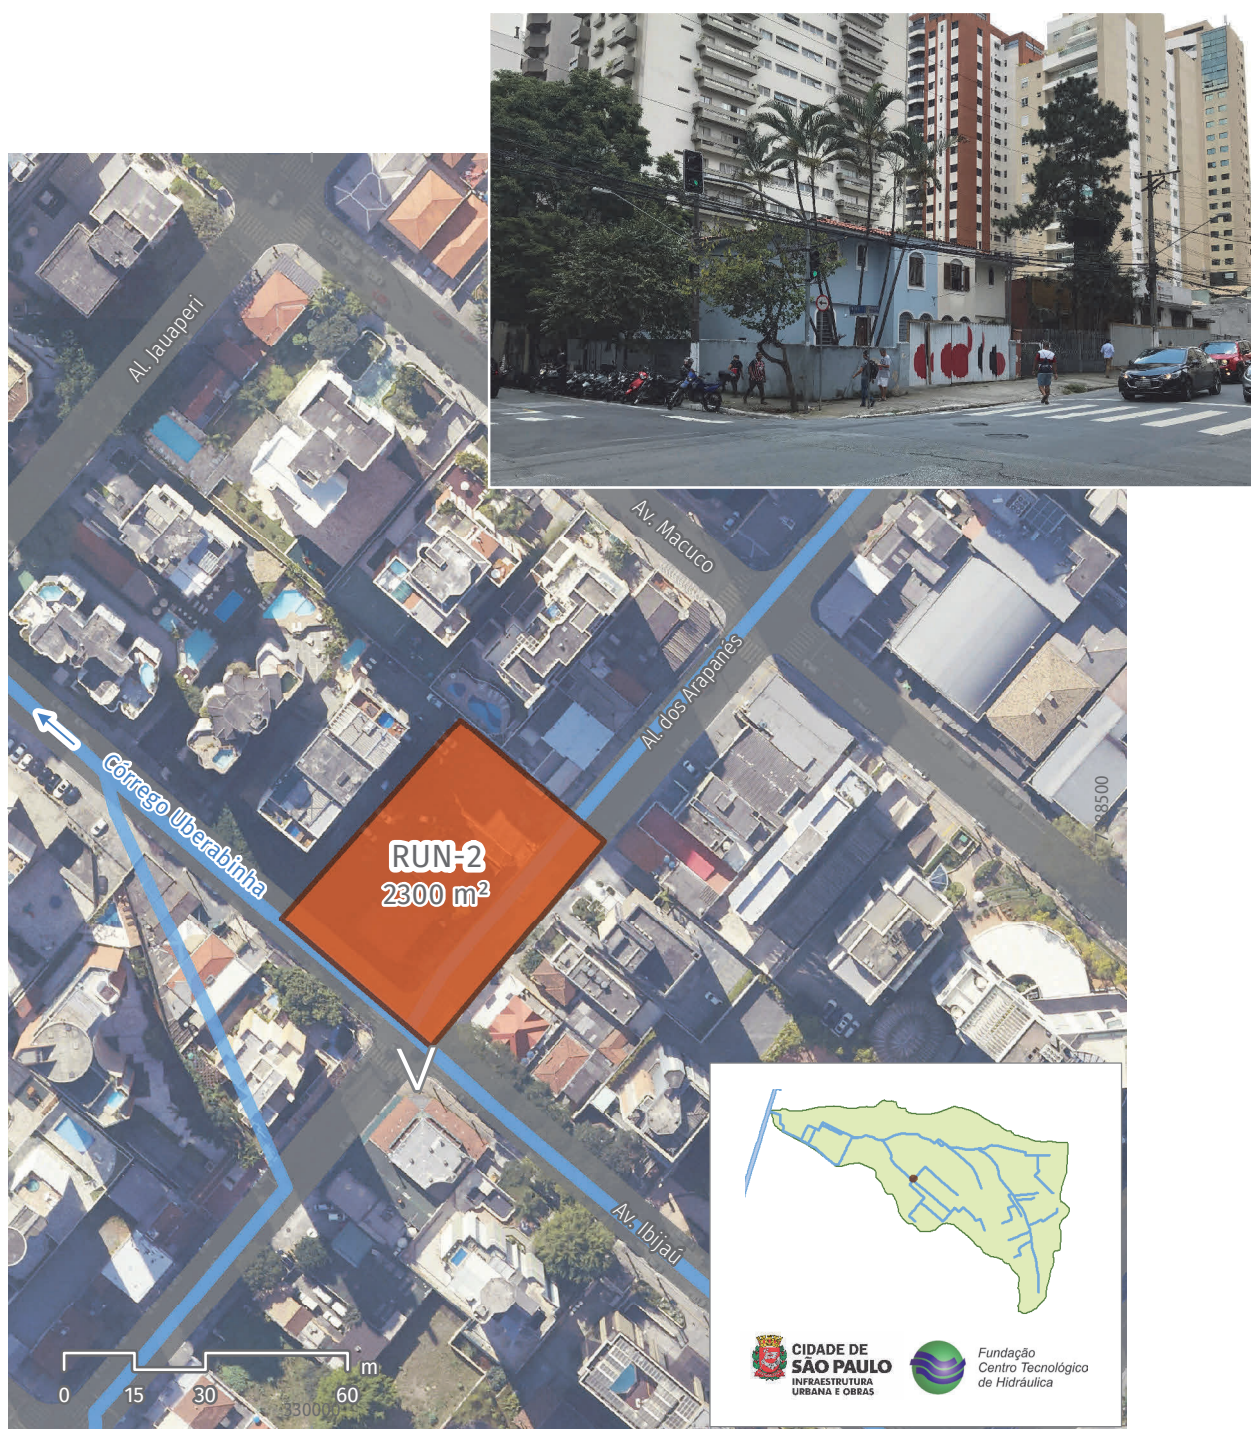 Al. Jauaperi
Av. Macuco
Al. dos Arapanés
Córrego Uberabinha
RUN-2
2300 m²
Av. Ibijaú
0 15 30 60 m
CIDADE DE
SÃO PAULO
INFRAESTRUTURA
URBANA E OBRAS
Fundação
Centro Tecnológico
de Hidráulica